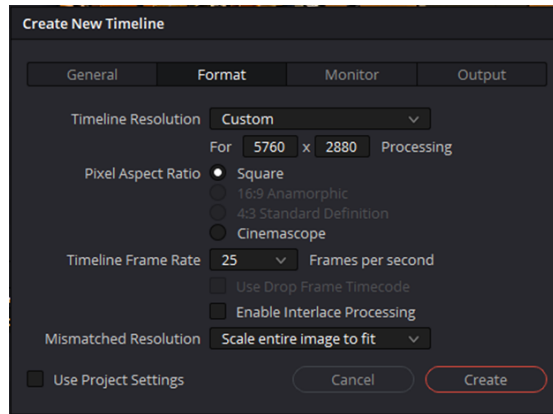 Create New Timeline
General Format Monitor Output
Timeline Resolution Custom
For 5760 x 2880 Processing
Pixel Aspect Ratio Square
16:9 Anamorphic
4:3 Standard Definition
Cinemascope
Timeline Frame Rate 25 Frames per second
Use Drop Frame Timecode
Enable Interlace Processing
Mismatched Resolution Scale entire image to fit
Use Project Settings Cancel Create